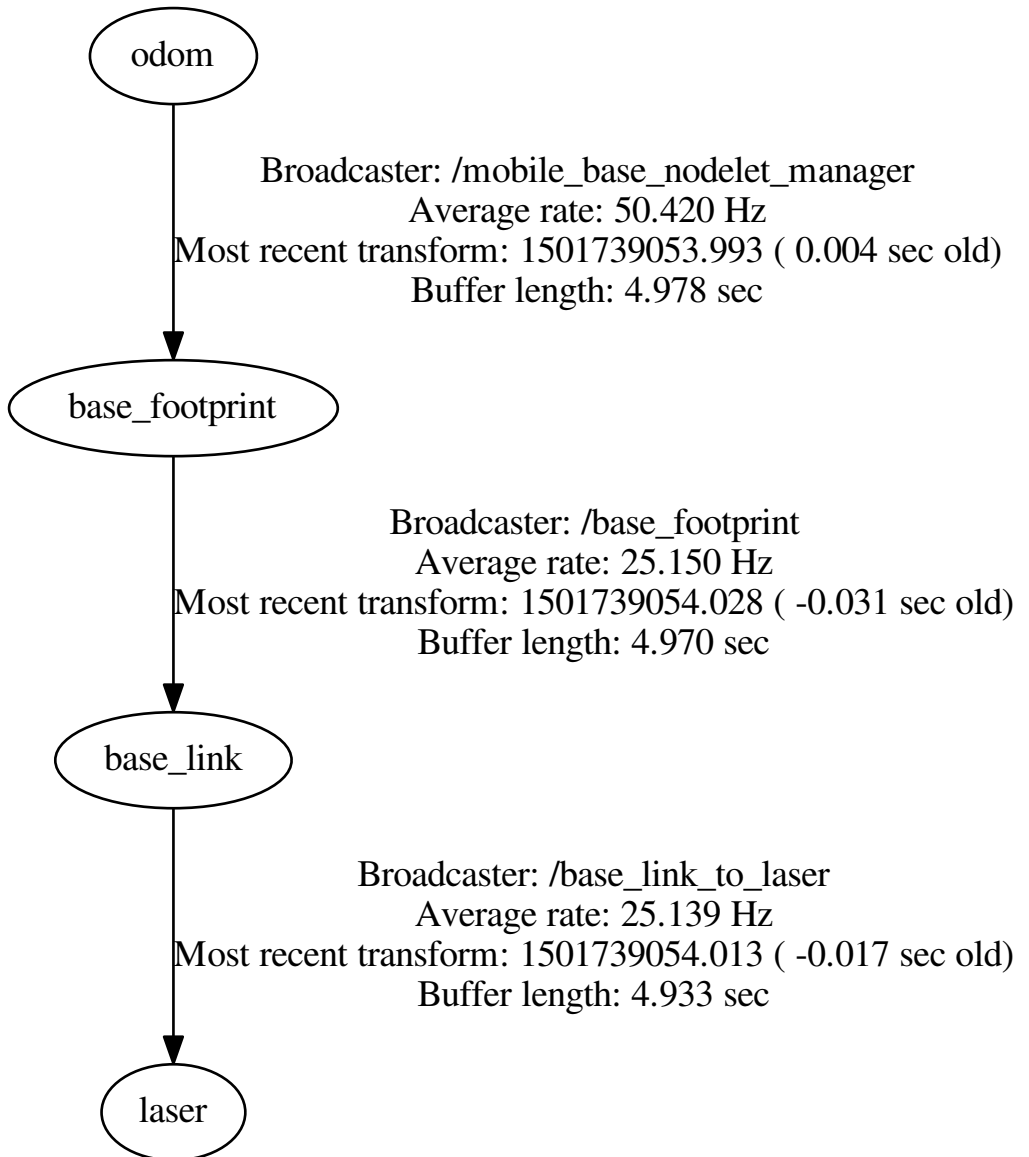 odom
Broadcaster: /mobile_base_nodelet_manager
Average rate: 50.420 Hz
Most recent transform: 1501739053.993 ( 0.004 sec old)
Buffer length: 4.978 sec
base_footprint
Broadcaster: /base_footprint
Average rate: 25.150 Hz
Most recent transform: 1501739054.028 ( -0.031 sec old)
Buffer length: 4.970 sec
base_link
Broadcaster: /base_link_to_laser
Average rate: 25.139 Hz
Most recent transform: 1501739054.013 ( -0.017 sec old)
Buffer length: 4.933 sec
laser